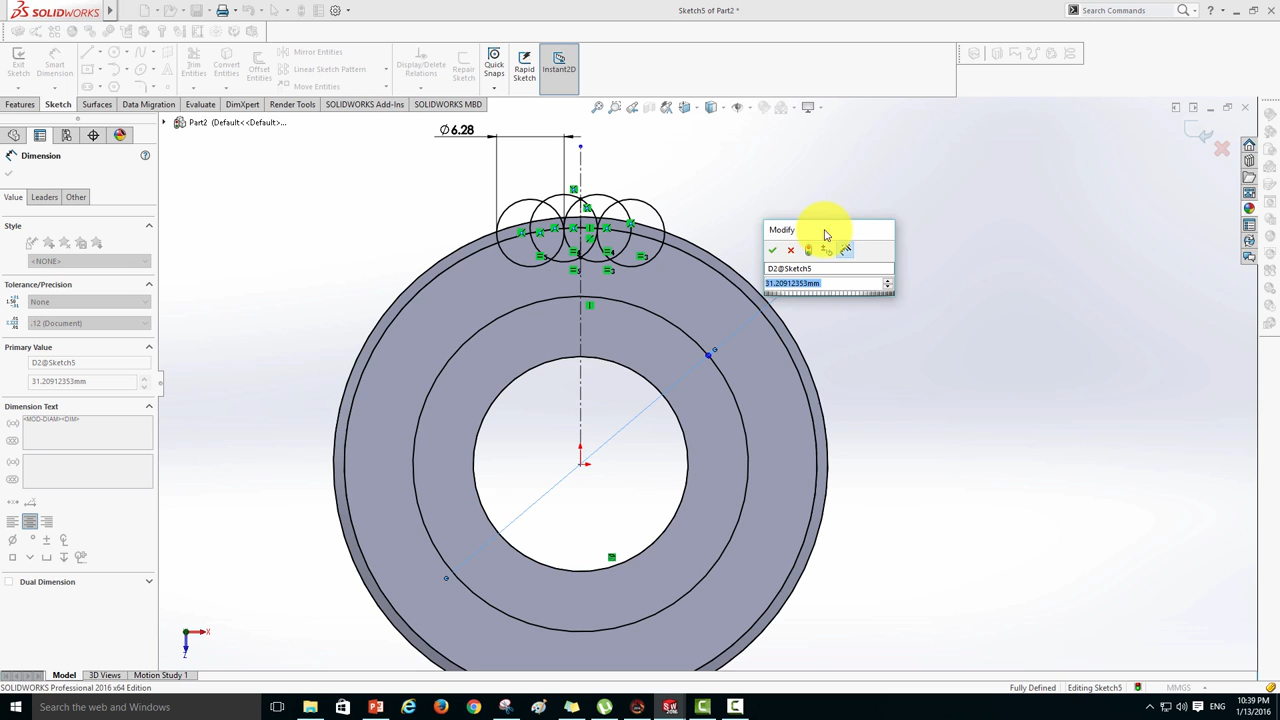 SOLIDWORKS
Sketch5 of Part2 *
Search Commands
Exit Sketch
Smart Dimension
Trim Entities
Convert Entities
Offset Entities
Mirror Entities
Linear Sketch Pattern
Move Entities
Display/Delete Relations
Repair Sketch
Quick Snaps
Rapid Sketch
Instant2D
Features
Sketch
Surfaces
Data Migration
Evaluate
DimXpert
Render Tools
SOLIDWORKS Add-Ins
SOLIDWORKS MBD
Part2 (Default<<Default>...
Dimension
Value
Leaders
Other
Style
<NONE>
Tolerance/Precision
None
.12 (Document)
Primary Value
D2@Sketch5
31.20912353mm
Dimension Text
<MOD-DIAM><DIM>
Dual Dimension
Ø6.28
Modify
D2@Sketch5
31.20912353mm
X
Z
Model
3D Views
Motion Study 1
SOLIDWORKS Professional 2016 x64 Edition
Fully Defined
Editing Sketch5
MMGS
Search the web and Windows
ENG
10:39 PM
1/13/2016